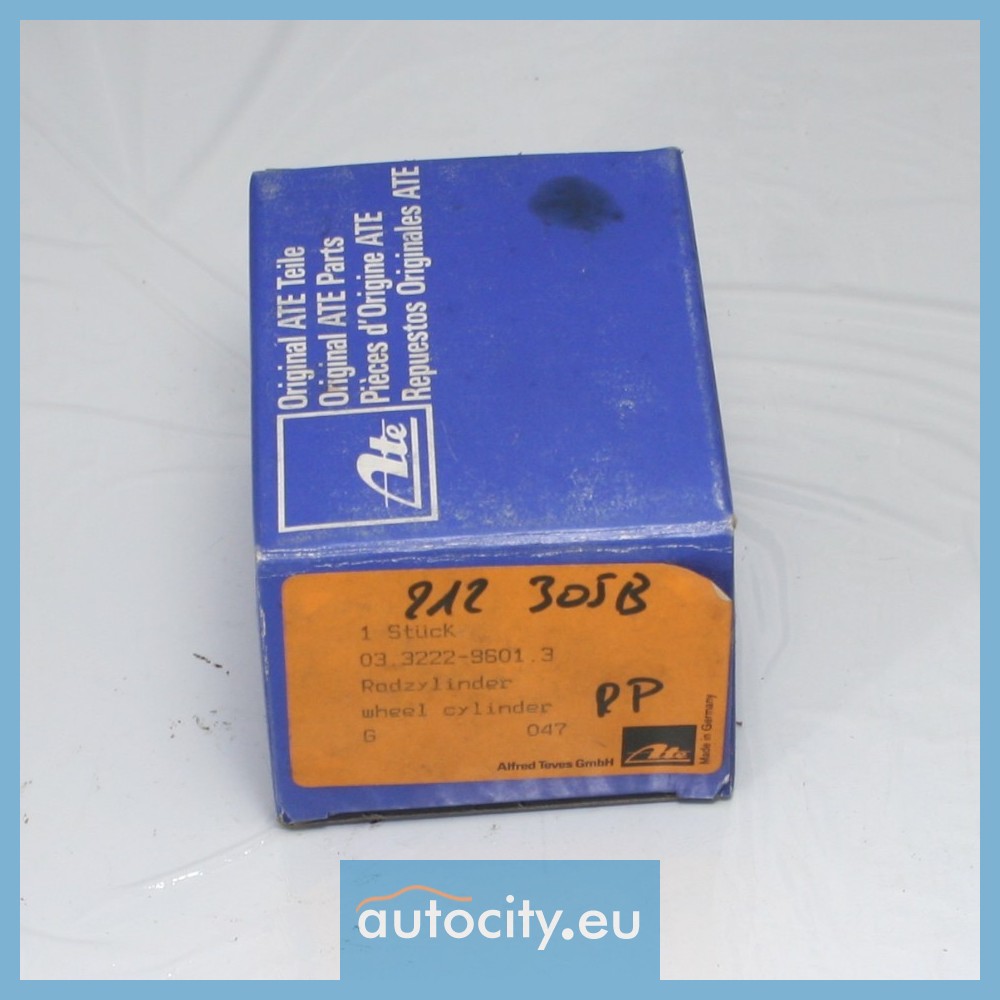 Original ATE Teile
Original ATE Parts
Pièces d'Origine ATE
Repuestos Originales ATE
Ate
212 305B
1 Stück
03.3222-9601.3
Radzylinder
wheel cylinder
RP
G 047
Alfred Teves GmbH
Ate
Made in Germany
autocity.eu